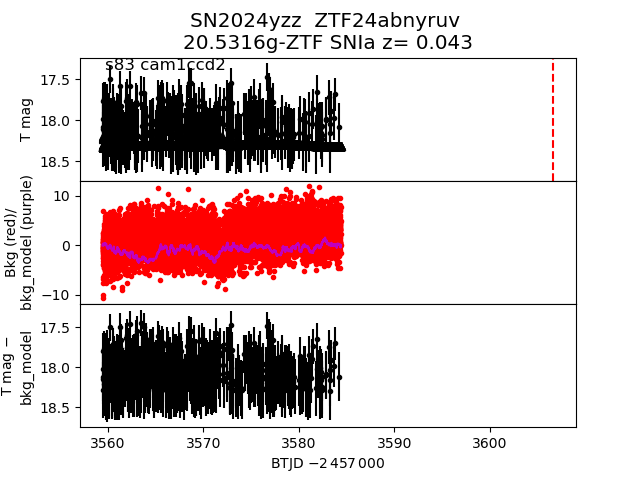 SN2024yzz  ZTF24abnyruv
20.5316g-ZTF SNIa z= 0.043
s83 cam1ccd2
17.5
18.0
18.5
T mag
10
0
−10
Bkg (red)/
bkg_model (purple)
17.5
18.0
18.5
T mag −
bkg_model
3560 3570 3580 3590 3600
BTJD −2 457 000